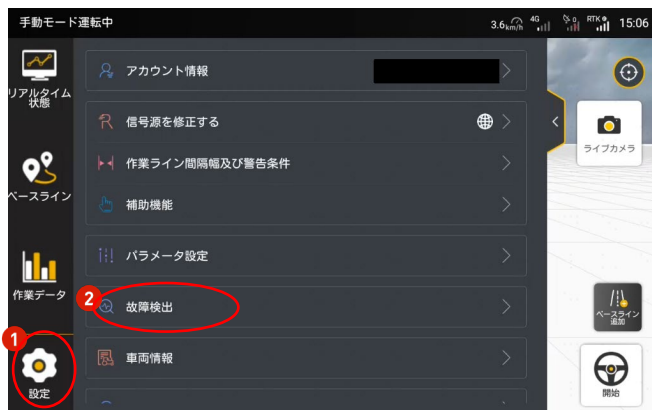 手動モード運転中
3.6km/h
4G
0
RTK
15:06
リアルタイム
状態
ベースライン
作業データ
1
設定
アカウント情報
信号源を修正する
作業ライン間隔幅及び警告条件
補助機能
パラメータ設定
2
故障検出
車両情報
ライブカメラ
ベースライン
追加
開始